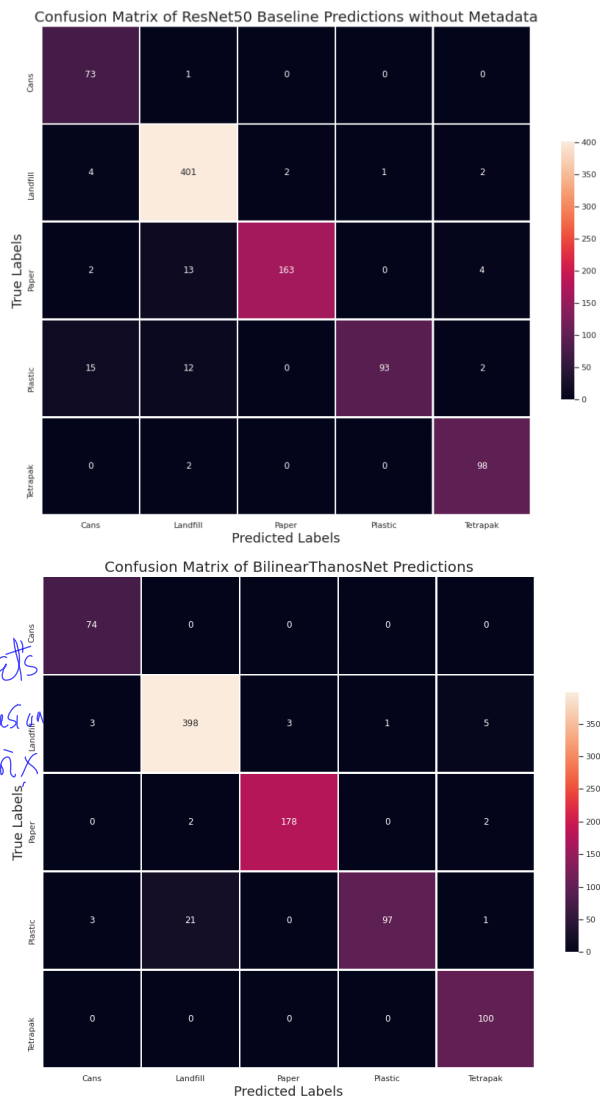 Confusion Matrix of ResNet50 Baseline Predictions without Metadata
True Labels
Cans
73 1 0 0 0
Landfill
4 401 2 1 2
Paper
2 13 163 0 4
Plastic
15 12 0 93 2
Tetrapak
0 2 0 0 98
Cans Landfill Paper Plastic Tetrapak
Predicted Labels
400
350
300
250
200
150
100
50
0
Confusion Matrix of BilinearThanosNet Predictions
True Labels
Cans
74 0 0 0 0
Landfill
3 398 3 1 5
Paper
0 2 178 0 2
Plastic
3 21 0 97 1
Tetrapak
0 0 0 0 100
Cans Landfill Paper Plastic Tetrapak
Predicted Labels
350
300
250
200
150
100
50
0